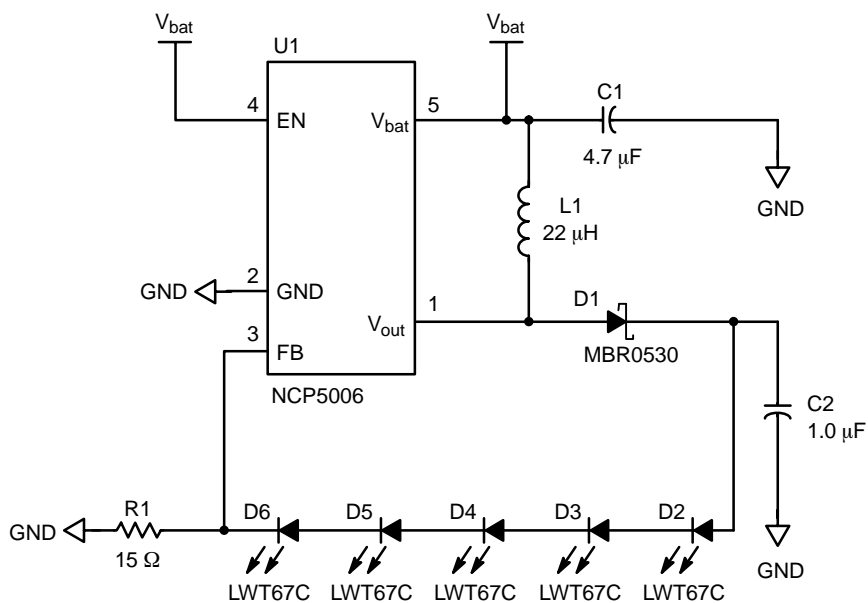 Vbat
U1
Vbat
4
EN
Vbat
5
C1
4.7 μF
GND
L1
22 μH
GND
2
GND
1
Vout
D1
MBR0530
3
FB
NCP5006
C2
1.0 μF
GND
R1
15 Ω
D6
D5
D4
D3
D2
LWT67C
LWT67C
LWT67C
LWT67C
LWT67C
GND